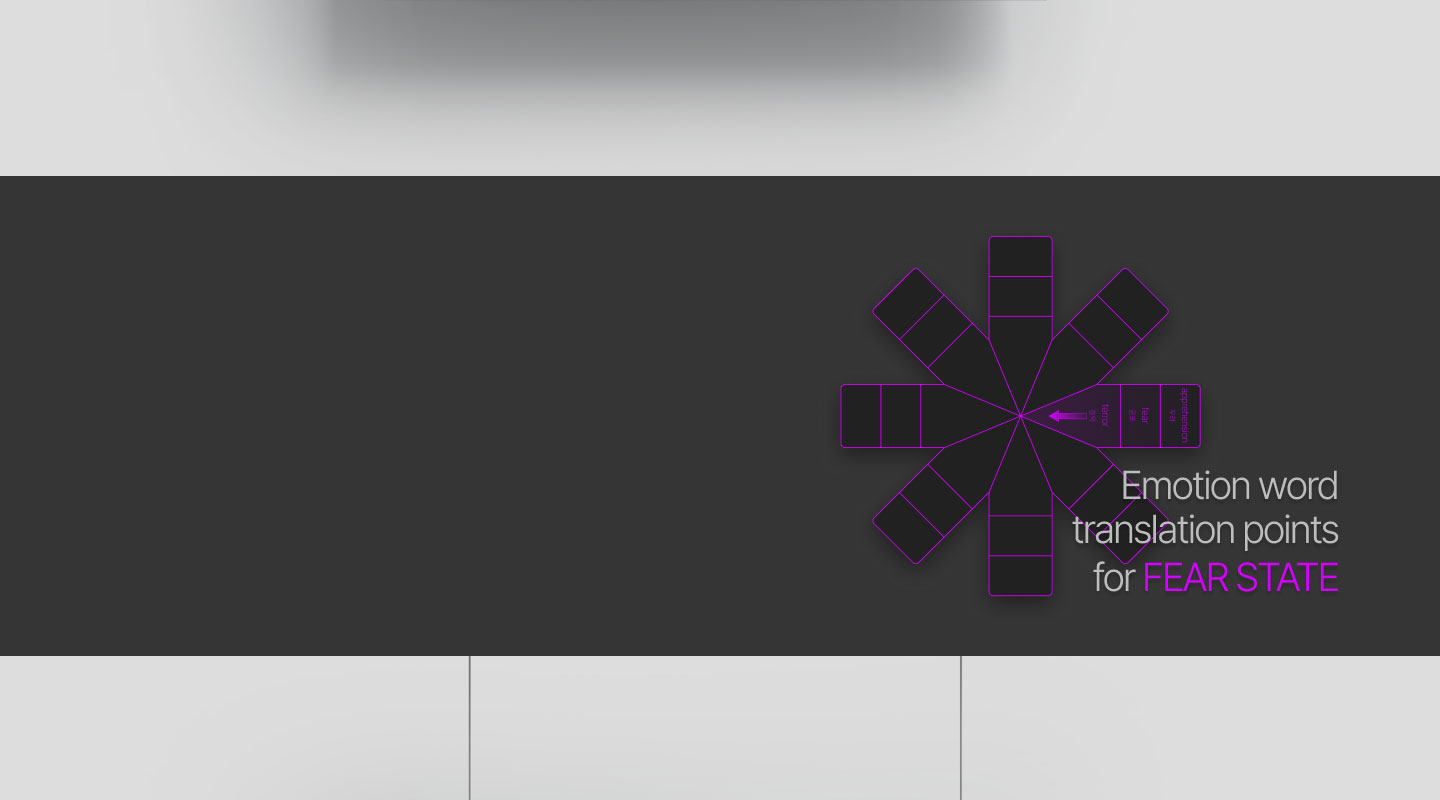 apprehension
fear
terror
Emotion word
translation points
for FEAR STATE